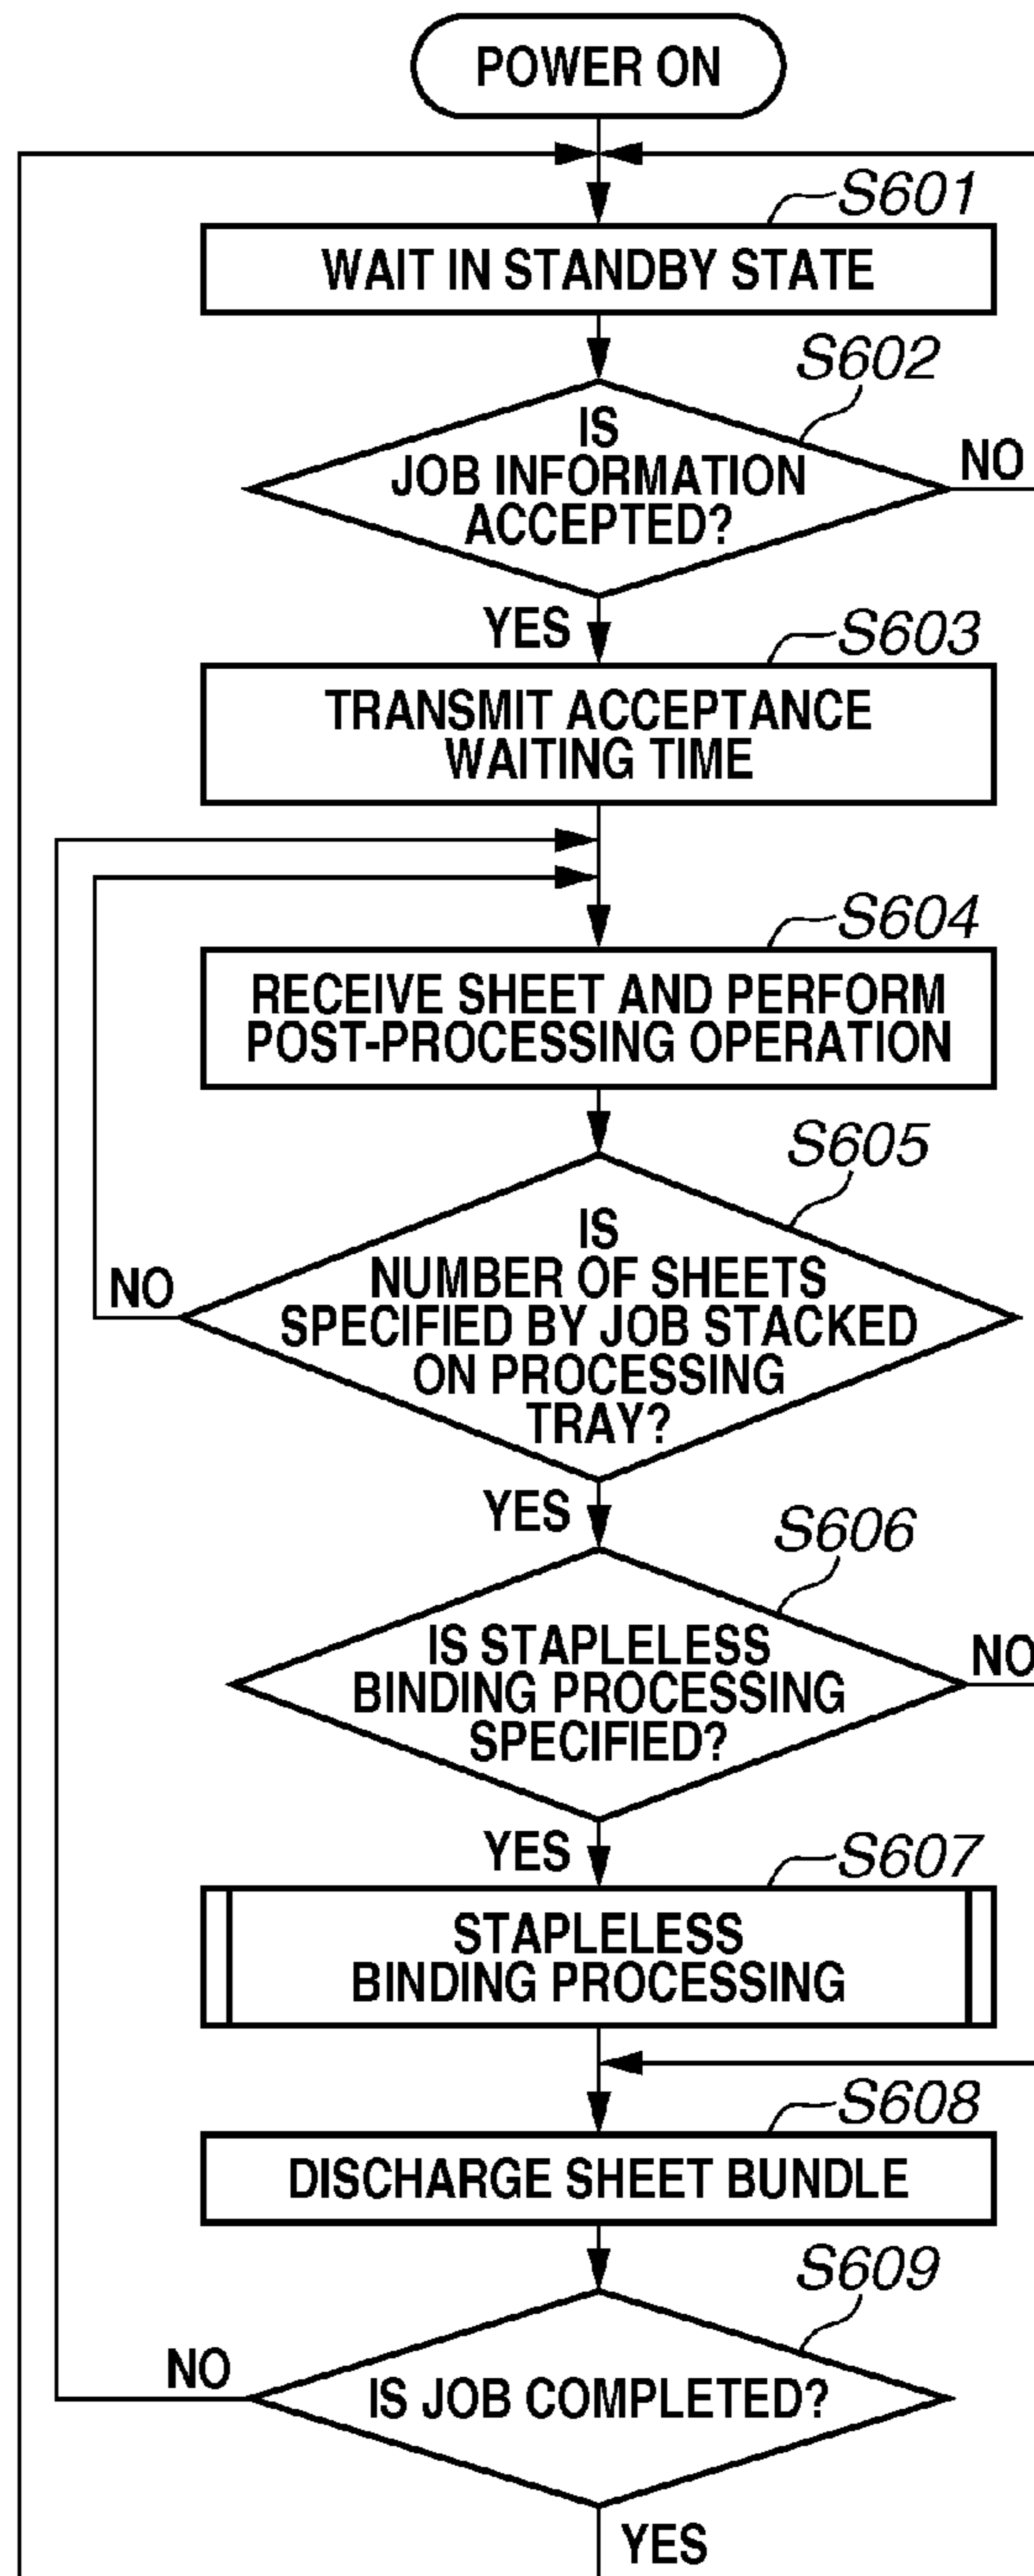 POWER ON
S601
WAIT IN STANDBY STATE
S602
IS
JOB INFORMATION
ACCEPTED?
NO
YES
S603
TRANSMIT ACCEPTANCE
WAITING TIME
S604
RECEIVE SHEET AND PERFORM
POST-PROCESSING OPERATION
S605
IS
NUMBER OF SHEETS
SPECIFIED BY JOB STACKED
ON PROCESSING
TRAY?
NO
YES
S606
IS STAPLELESS
BINDING PROCESSING
SPECIFIED?
NO
YES
S607
STAPLELESS
BINDING PROCESSING
S608
DISCHARGE SHEET BUNDLE
S609
IS JOB COMPLETED?
NO
YES